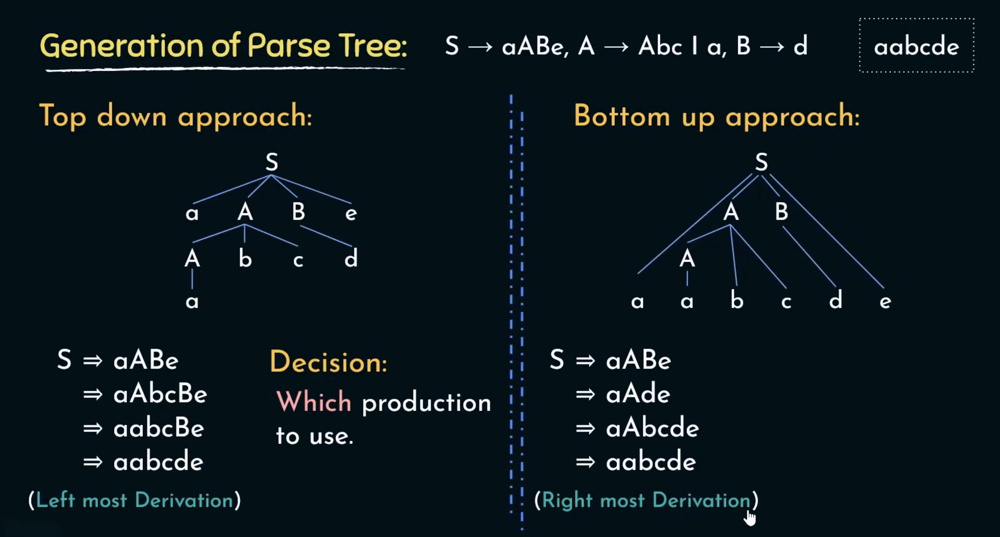 Generation of Parse Tree:
S → aABe, A → Abc | a, B → d
aabcde
Top down approach:
S
a A B e
A b c d
a
S ⇒ aABe
⇒ aAbcBe
⇒ aabcBe
⇒ aabcde
(Left most Derivation)
Decision:
Which production
to use.
Bottom up approach:
S
A B
A
a a b c d e
S ⇒ aABe
⇒ aAde
⇒ aAbcde
⇒ aabcde
(Right most Derivation)